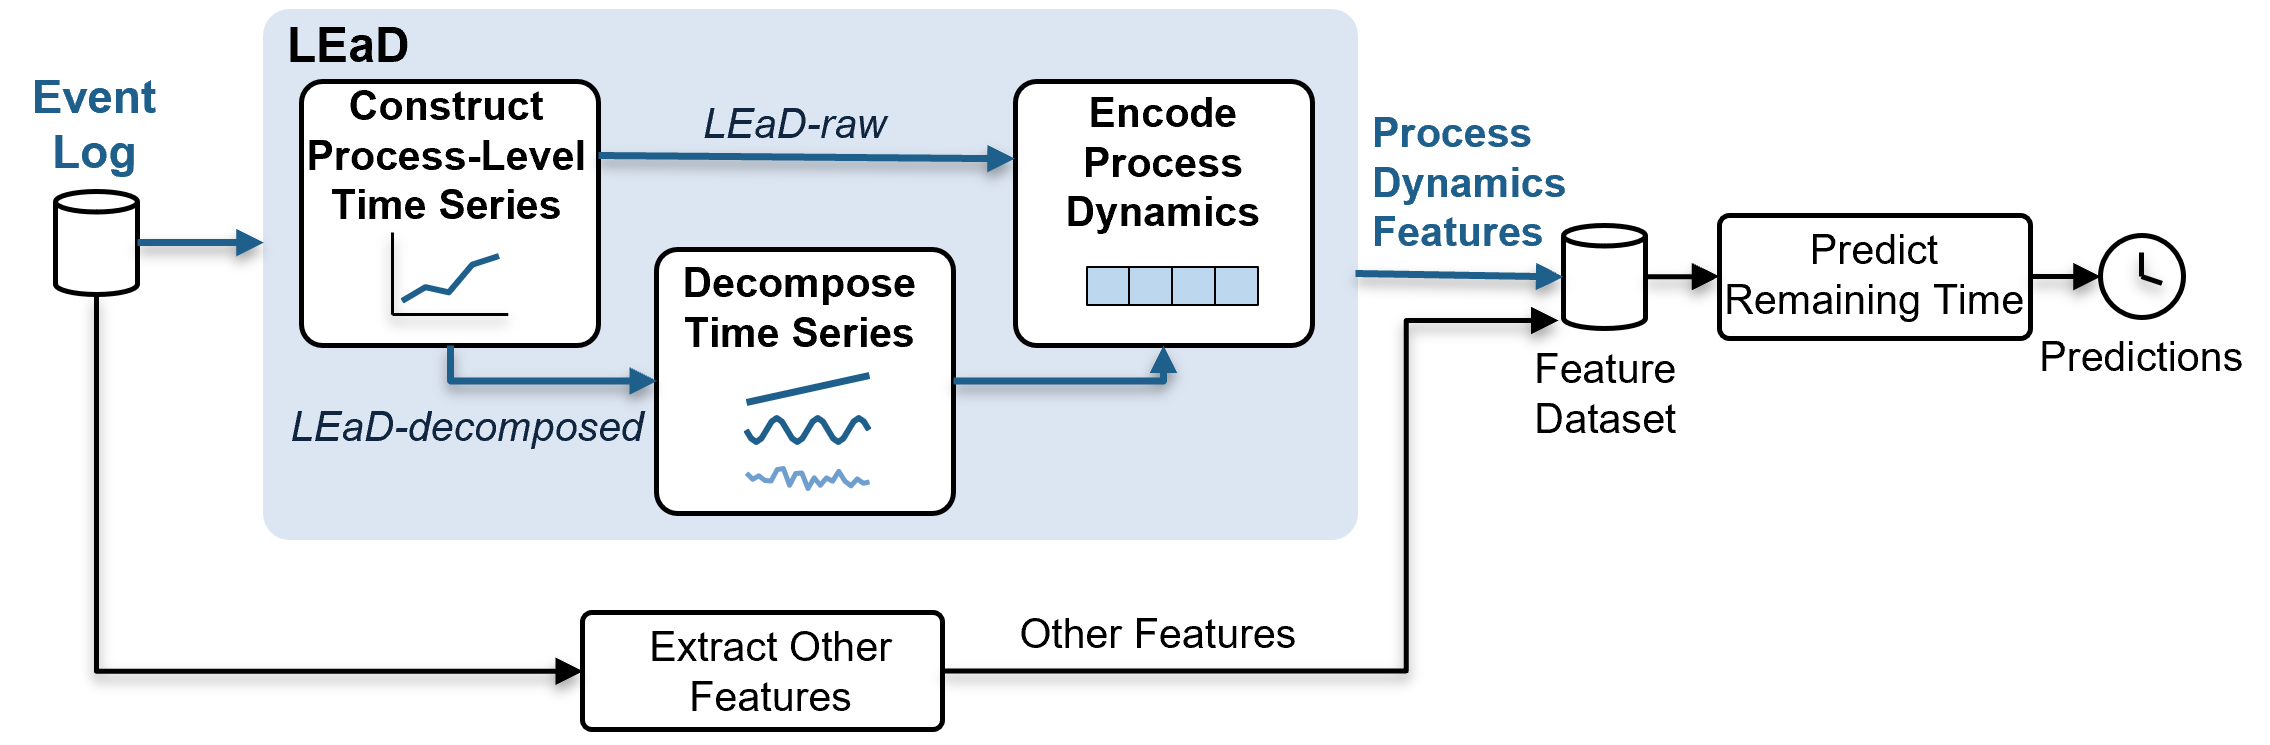 LEaD
Event
Log
Construct
Process-Level
Time Series
LEaD-raw
Encode
Process
Dynamics
Decompose
Time Series
LEaD-decomposed
Process
Dynamics
Features
Feature
Dataset
Predict
Remaining Time
Predictions
Extract Other
Features
Other Features